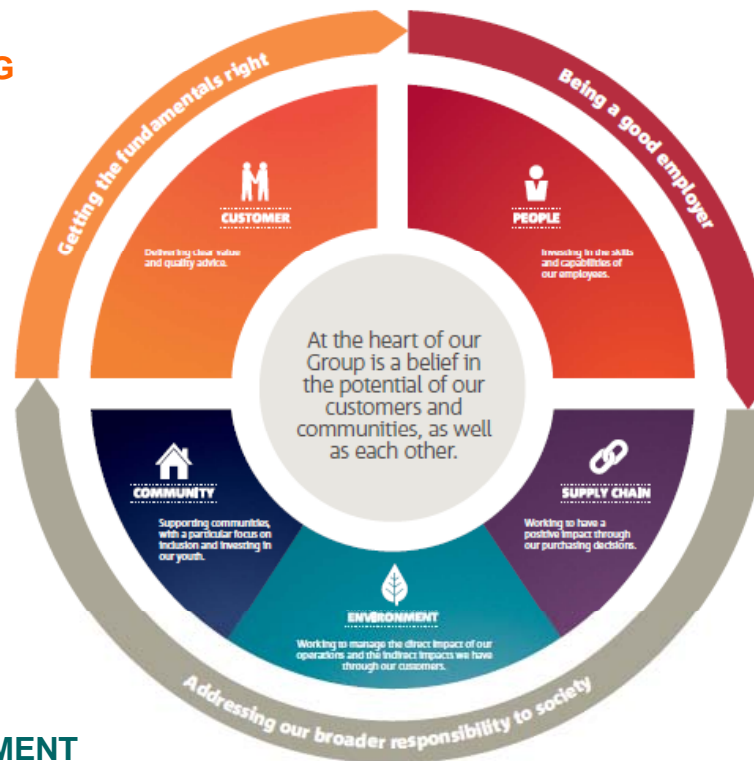 G
Getting the fundamentals right
Being a good employer
CUSTOMER
Delivering clear value
and quality advice.
PEOPLE
Investing in the skills
and capabilities of
our employees.
At the heart of our
Group is a belief in
the potential of our
customers and
communities, as well
as each other.
COMMUNITY
Supporting communities,
with a particular focus on
inclusion and investing in
our youth.
SUPPLY CHAIN
Working to have a
positive impact through
our purchasing decisions.
ENVIRONMENT
Working to manage the direct impact of our
operations and the indirect impacts we have
through our customers.
Addressing our broader responsibility to society
MENT